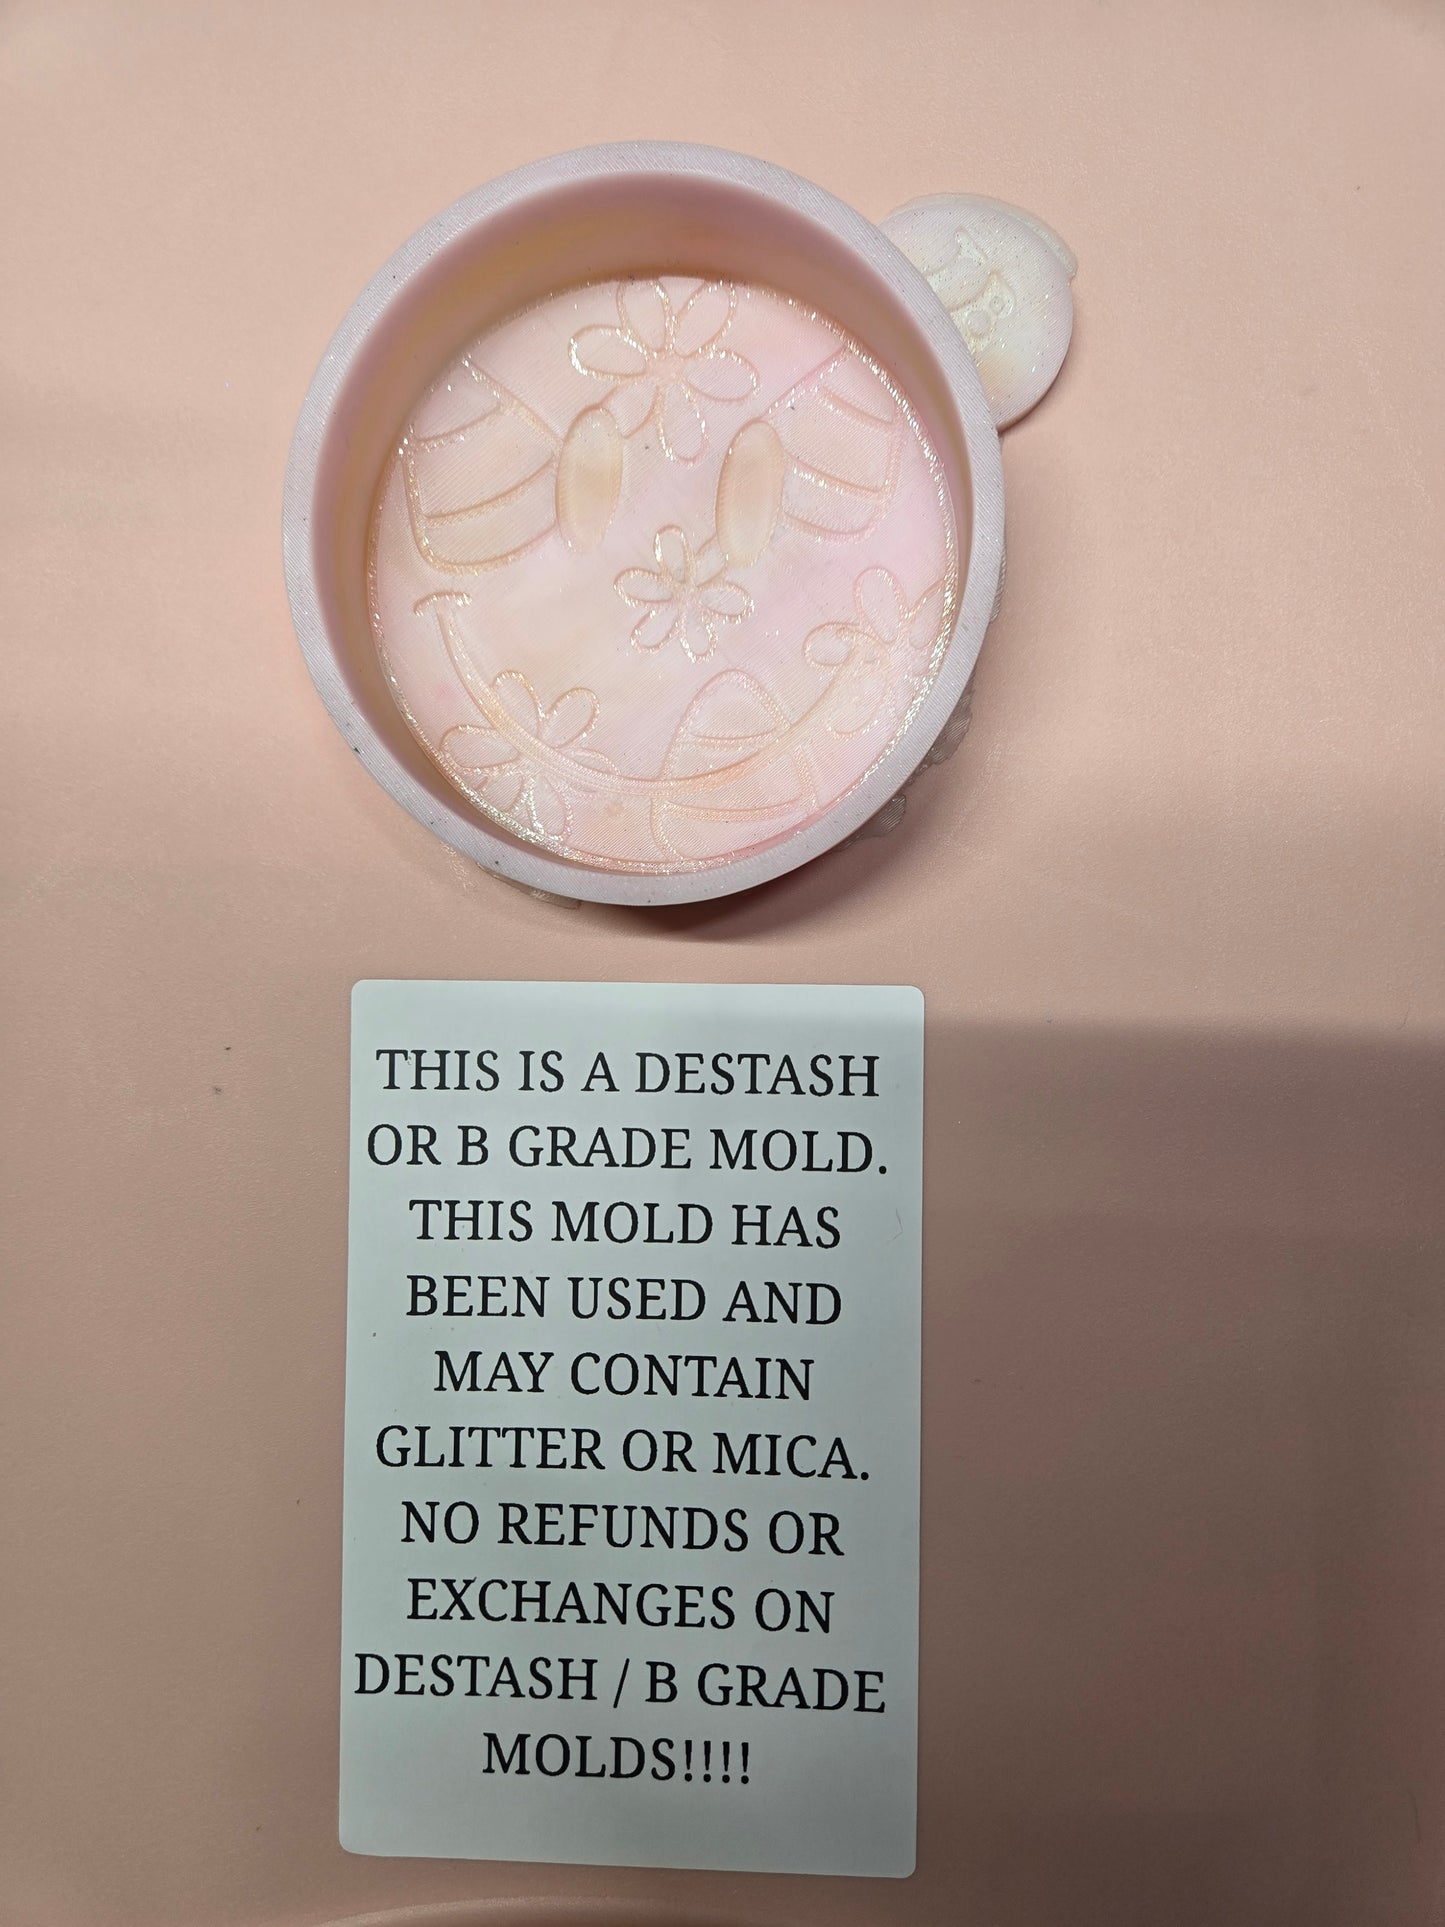 THIS IS A DESTASH
OR B GRADE MOLD.
THIS MOLD HAS
BEEN USED AND
MAY CONTAIN
GLITTER OR MICA.
NO REFUNDS OR
EXCHANGES ON
DESTASH / B GRADE
MOLDS!!!!